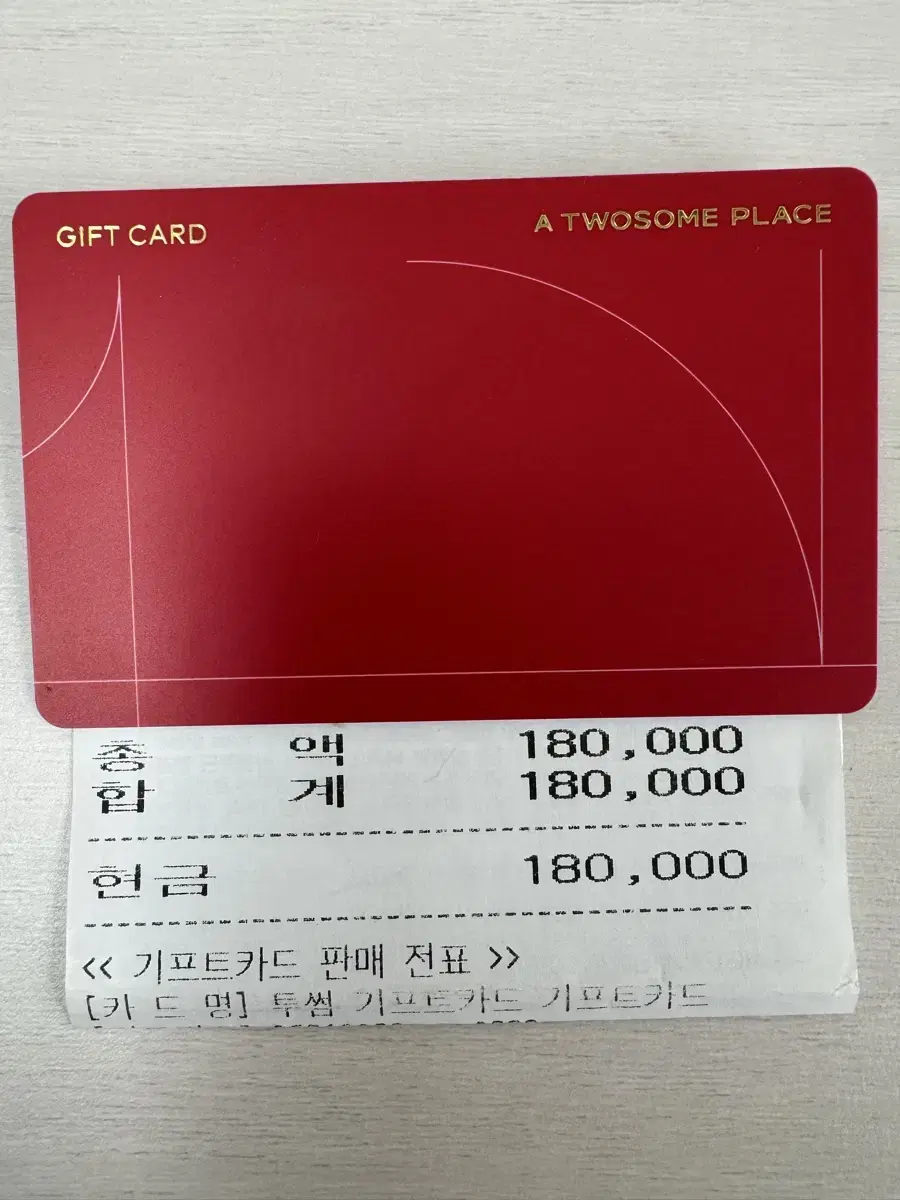 GIFT CARD
A TWOSOME PLACE
총 액 180,000
합 계 180,000
현금 180,000
<< 기프트카드 판매 전표 >>
[카 드 명] 투썸 기프트카드 기프트카드